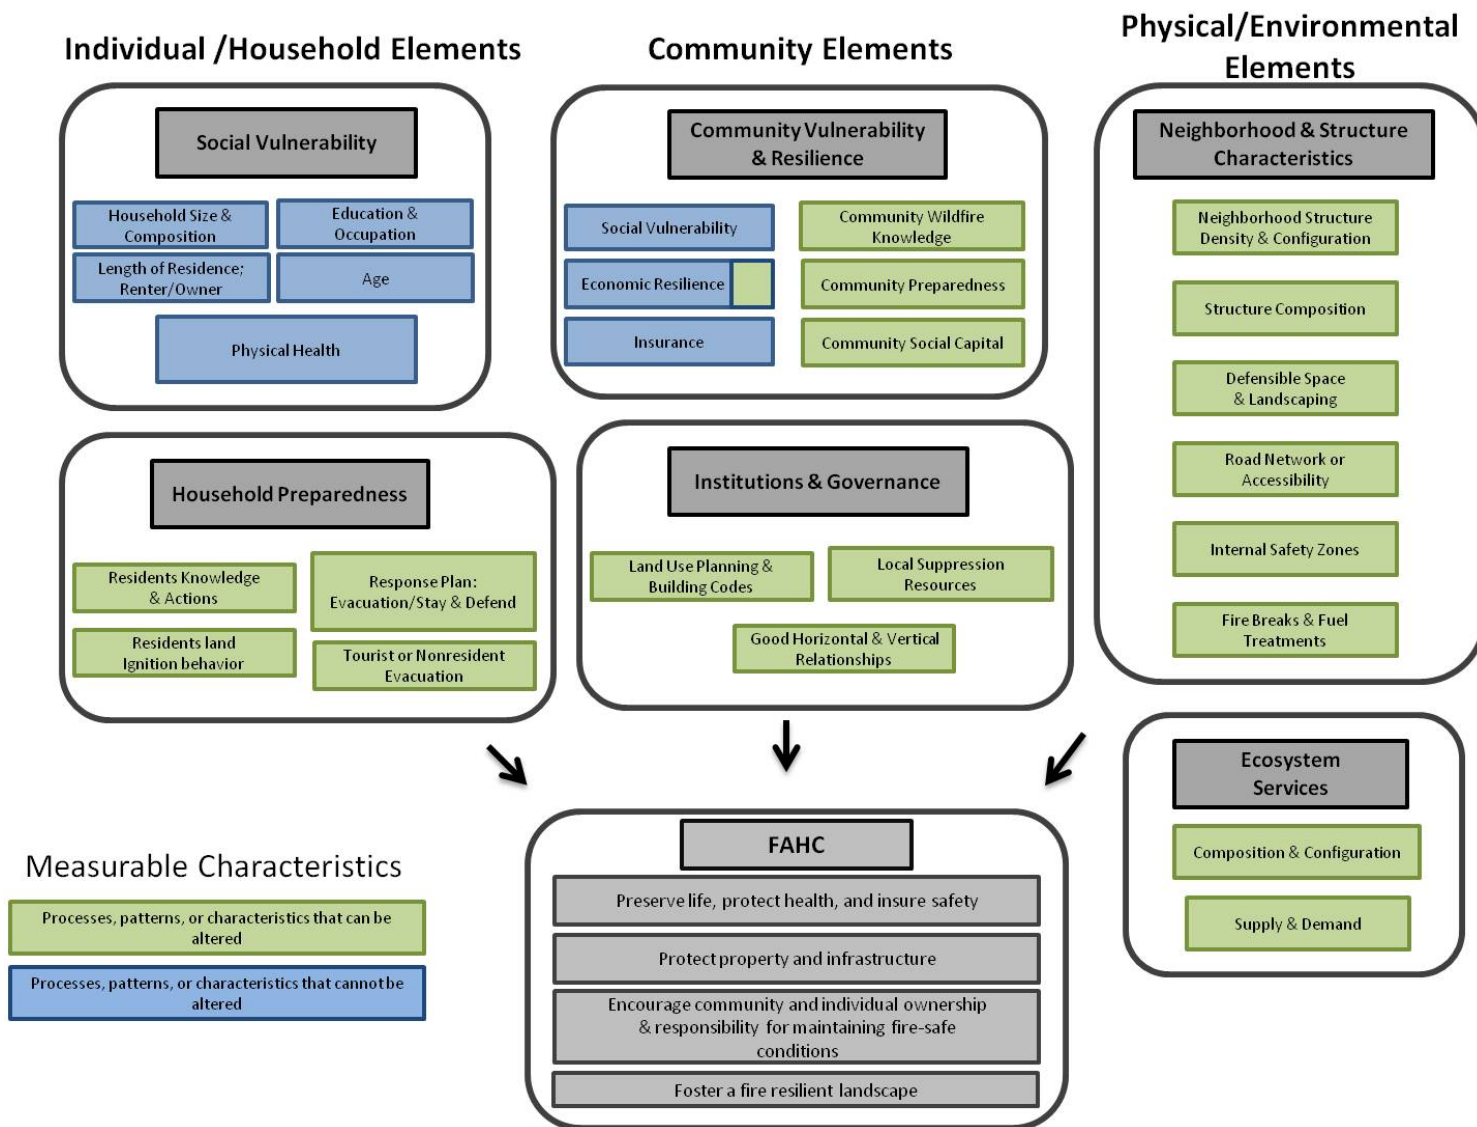 Individual /Household Elements
Social Vulnerability
Household Size &
Composition
Education &
Occupation
Length of Residence;
Renter/Owner
Age
Physical Health
Household Preparedness
Residents Knowledge
& Actions
Response Plan:
Evacuation/Stay & Defend
Residents land
Ignition behavior
Tourist or Nonresident
Evacuation
Community Elements
Community Vulnerability
& Resilience
Social Vulnerability
Community Wildfire
Knowledge
Economic Resilience
Community Preparedness
Insurance
Community Social Capital
Institutions & Governance
Land Use Planning &
Building Codes
Local Suppression
Resources
Good Horizontal & Vertical
Relationships
Physical/Environmental
Elements
Neighborhood & Structure
Characteristics
Neighborhood Structure
Density & Configuration
Structure Composition
Defensible Space
& Landscaping
Road Network or
Accessibility
Internal Safety Zones
Fire Breaks & Fuel
Treatments
Ecosystem
Services
Composition & Configuration
Supply & Demand
FAHC
Preserve life, protect health, and insure safety
Protect property and infrastructure
Encourage community and individual ownership
& responsibility for maintaining fire-safe
conditions
Foster a fire resilient landscape
Measurable Characteristics
Processes, patterns, or characteristics that can be
altered
Processes, patterns, or characteristics that cannot be
altered